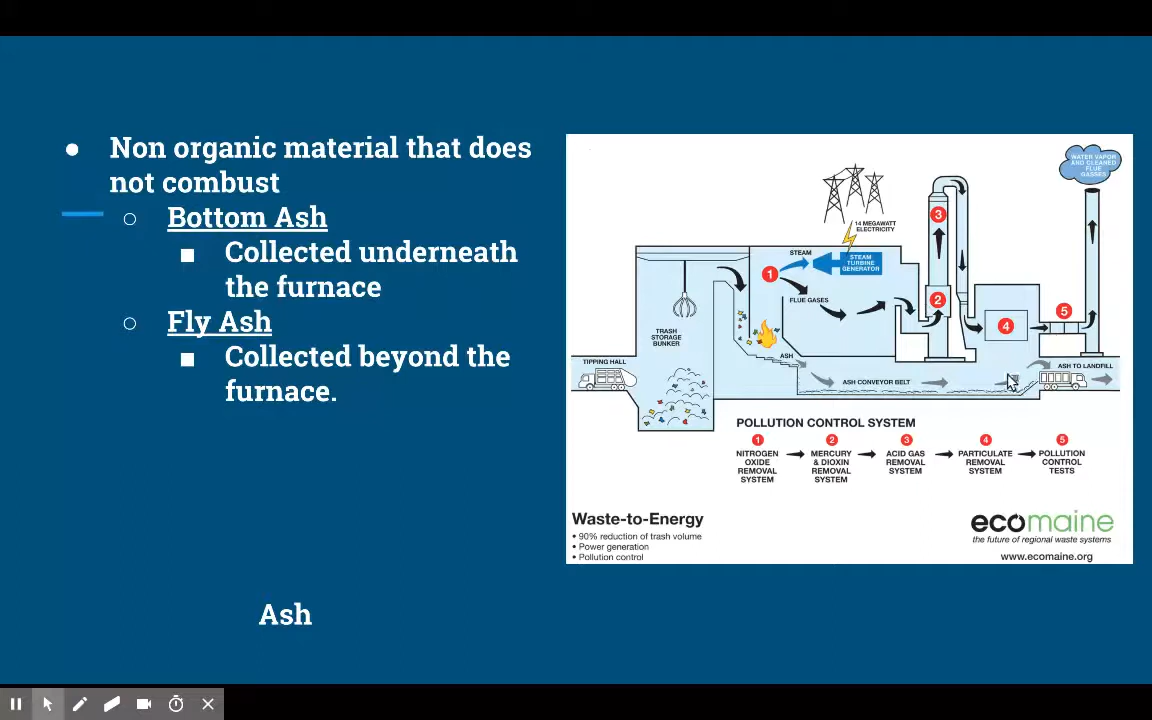 ● Non organic material that does
not combust
○ Bottom Ash
■ Collected underneath
the furnace
○ Fly Ash
■ Collected beyond the
furnace.
Ash
WATER VAPOR
AND CLEANED
FLUE
GASSES
14 MEGAWATT
ELECTRICITY
STEAM
STEAM
TURBINE
GENERATOR
1
FLUE GASES
3
2
4
5
TRASH
STORAGE
BUNKER
TIPPING HALL
ASH
ASH CONVEYOR BELT
ASH TO LANDFILL
POLLUTION CONTROL SYSTEM
1
NITROGEN
OXIDE
REMOVAL
SYSTEM
2
MERCURY
& DIOXIN
REMOVAL
SYSTEM
3
ACID GAS
REMOVAL
SYSTEM
4
PARTICULATE
REMOVAL
SYSTEM
5
POLLUTION
CONTROL
TESTS
Waste-to-Energy
• 90% reduction of trash volume
• Power generation
• Pollution control
ecomaine
the future of regional waste systems
www.ecomaine.org